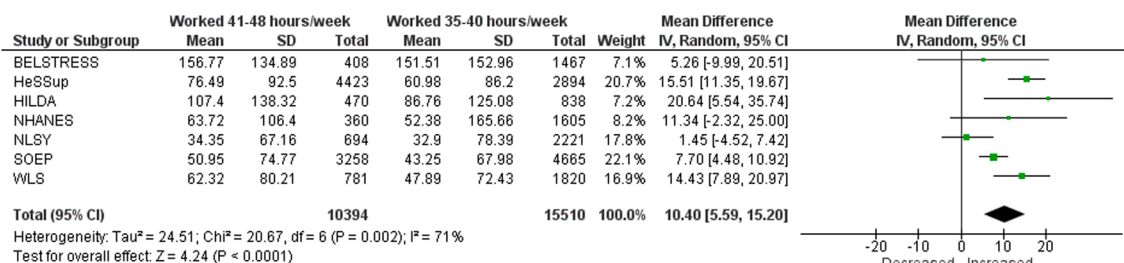 Worked 41-48 hours/week Worked 35-40 hours/week Mean Difference Mean Difference
Study or Subgroup Mean SD Total Mean SD Total Weight IV, Random, 95% CI IV, Random, 95% CI
BELSTRESS 156.77 134.89 408 151.51 152.96 1467 7.1% 5.26 [-9.99, 20.51]
HeSSup 76.49 92.5 4423 60.98 86.2 2894 20.7% 15.51 [11.35, 19.67]
HILDA 107.4 138.32 470 86.76 125.08 838 7.2% 20.64 [5.54, 35.74]
NHANES 63.72 106.4 360 52.38 165.66 1605 8.2% 11.34 [-2.32, 25.00]
NLSY 34.35 67.16 694 32.9 78.39 2221 17.8% 1.45 [-4.52, 7.42]
SOEP 50.95 74.77 3258 43.25 67.98 4665 22.1% 7.70 [4.48, 10.92]
WLS 62.32 80.21 781 47.89 72.43 1820 16.9% 14.43 [7.89, 20.97]
Total (95% CI) 10394 15510 100.0% 10.40 [5.59, 15.20]
Heterogeneity: Tau² = 24.51; Chi² = 20.67, df = 6 (P = 0.002); I² = 71%
Test for overall effect: Z = 4.24 (P < 0.0001)
-20 -10 0 10 20
Decreased Increased